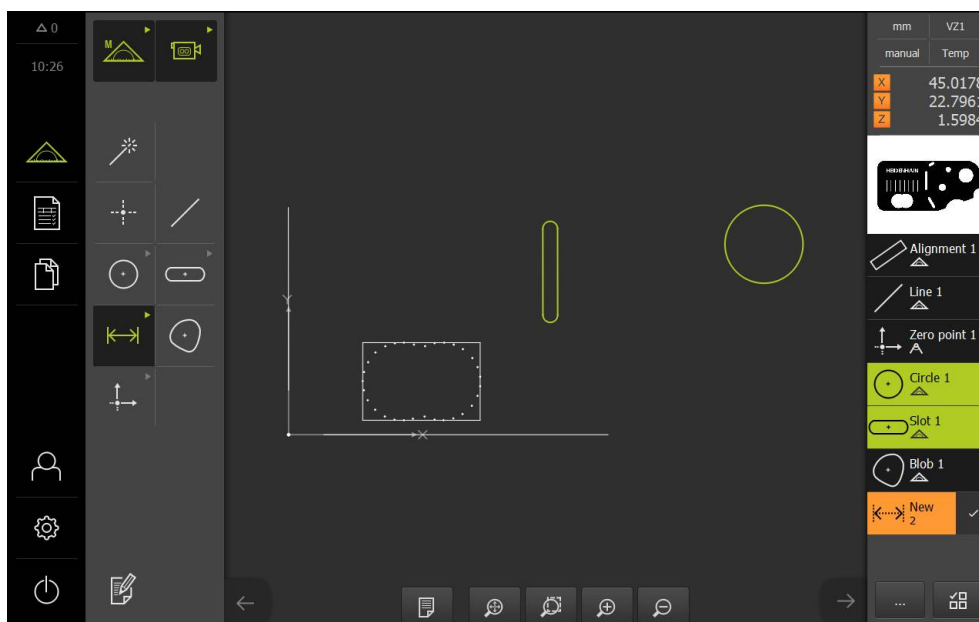 0
10:26
M
Y
X
mm VZ1
manual Temp
X 45.0178
Y 22.7961
Z 1.5984
HEIDENHAIN
Alignment 1
Line 1
Zero point 1
Circle 1
Slot 1
Blob 1
New
2
...